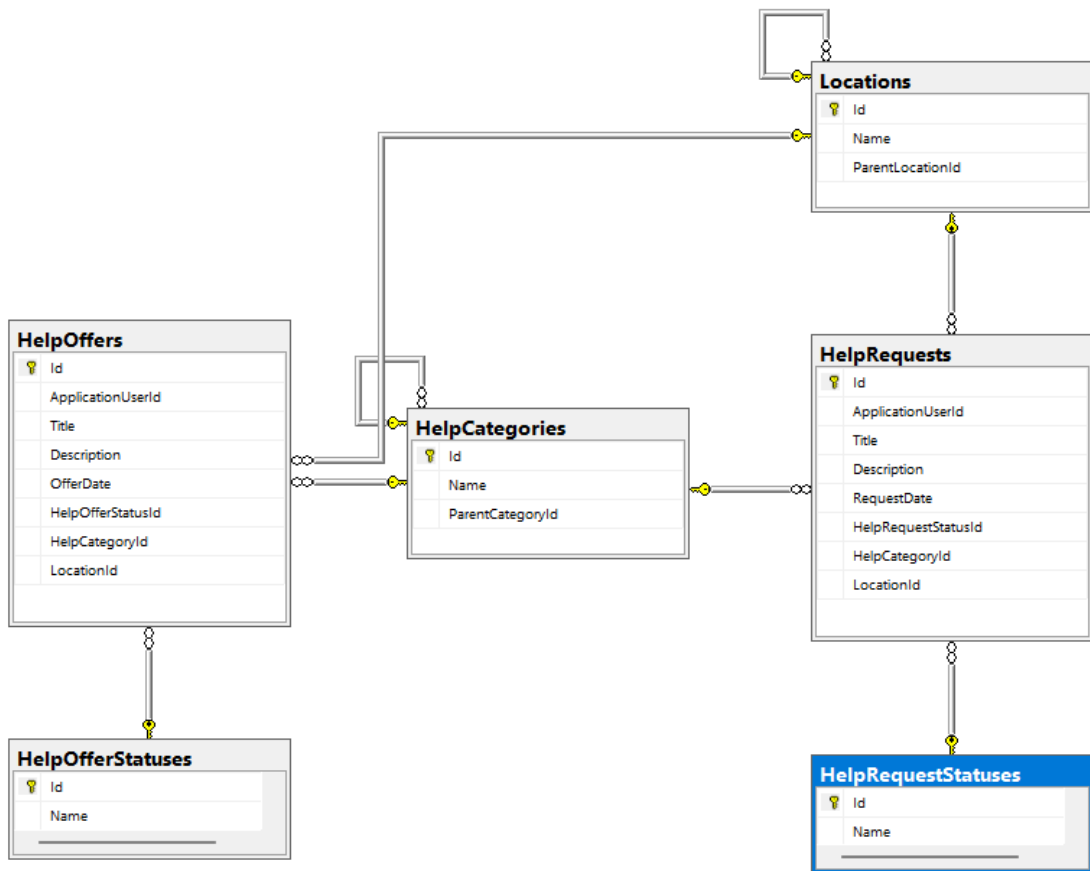 Locations
Id
Name
ParentLocationId
HelpOffers
Id
ApplicationUserId
Title
Description
OfferDate
HelpOfferStatusId
HelpCategoryId
LocationId
HelpCategories
Id
Name
ParentCategoryId
HelpRequests
Id
ApplicationUserId
Title
Description
RequestDate
HelpRequestStatusId
HelpCategoryId
LocationId
HelpOfferStatuses
Id
Name
HelpRequestStatuses
Id
Name